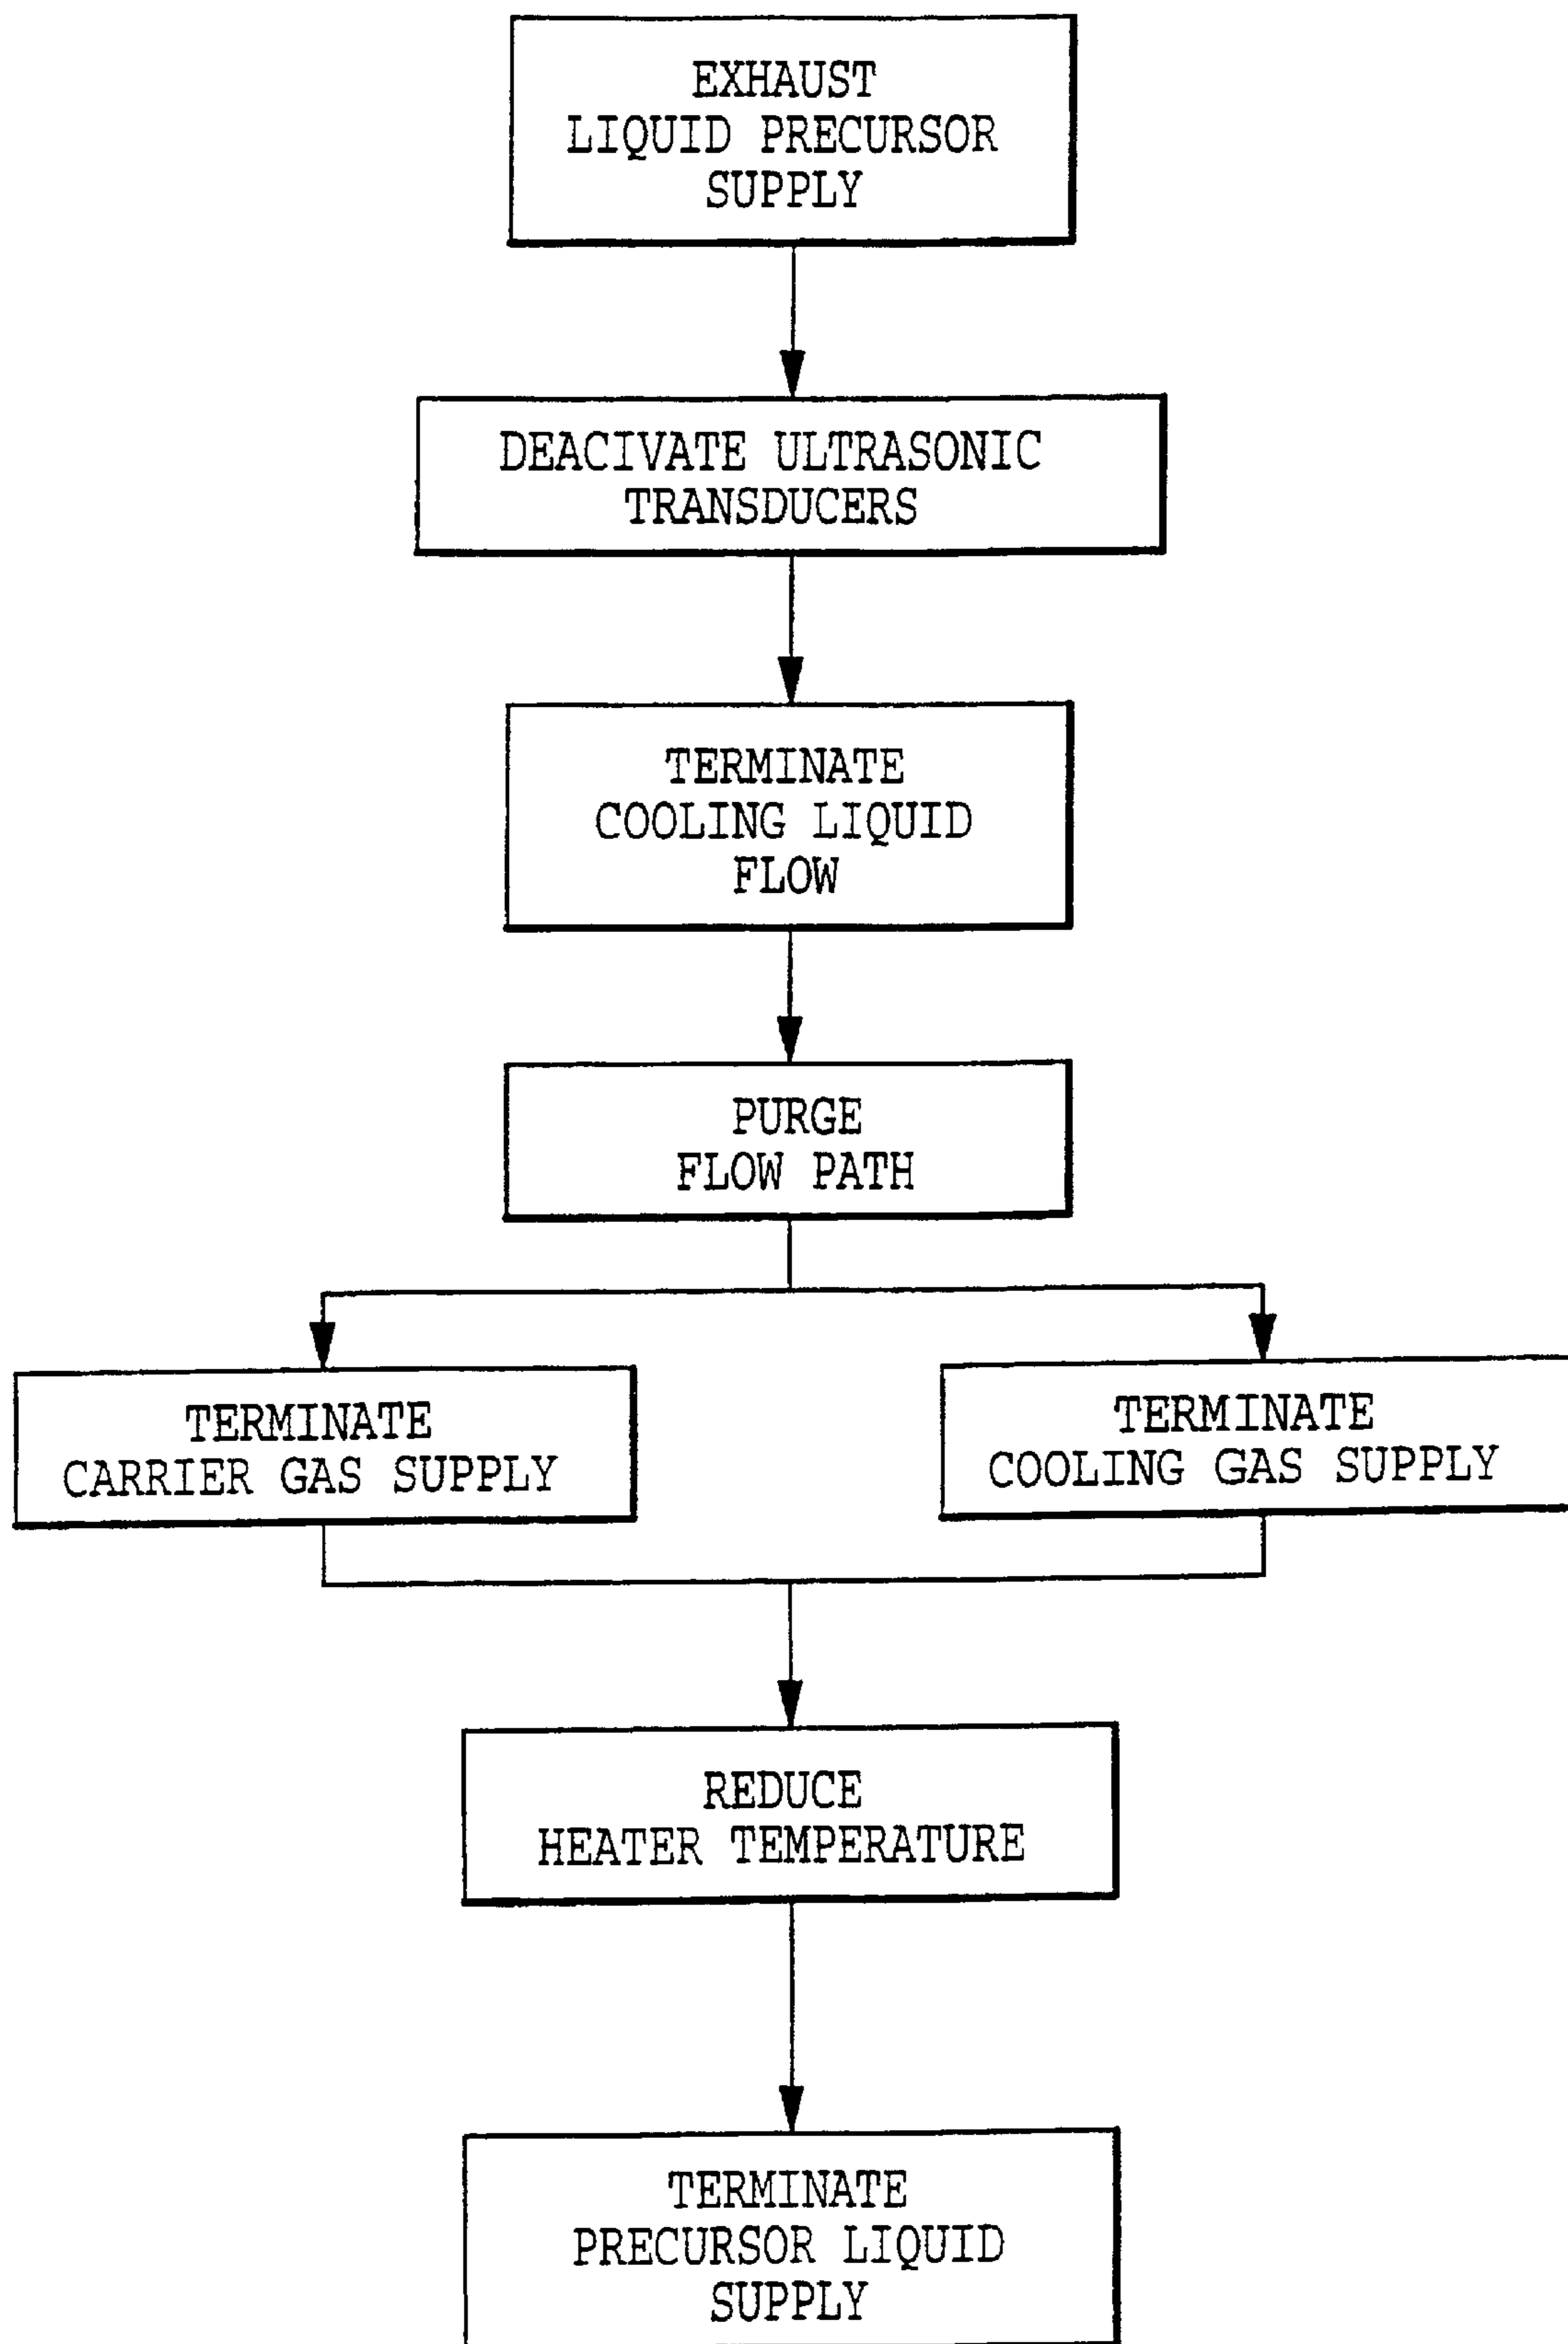 EXHAUST
LIQUID PRECURSOR
SUPPLY
DEACIVATE ULTRASONIC
TRANSDUCERS
TERMINATE
COOLING LIQUID
FLOW
PURGE
FLOW PATH
TERMINATE
CARRIER GAS SUPPLY
TERMINATE
COOLING GAS SUPPLY
REDUCE
HEATER TEMPERATURE
TERMINATE
PRECURSOR LIQUID
SUPPLY